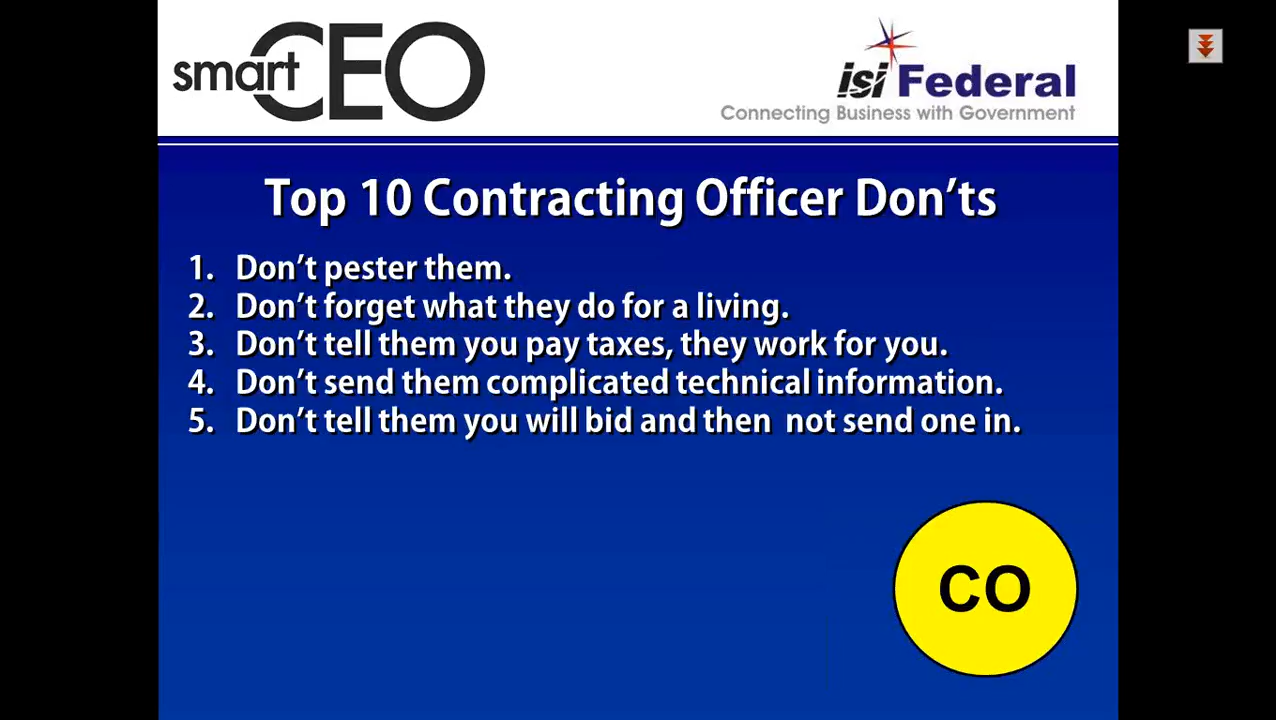 smart CEO
isi Federal
Connecting Business with Government
Top 10 Contracting Officer Don’ts
1. Don’t pester them.
2. Don’t forget what they do for a living.
3. Don’t tell them you pay taxes, they work for you.
4. Don’t send them complicated technical information.
5. Don’t tell them you will bid and then not send one in.
CO